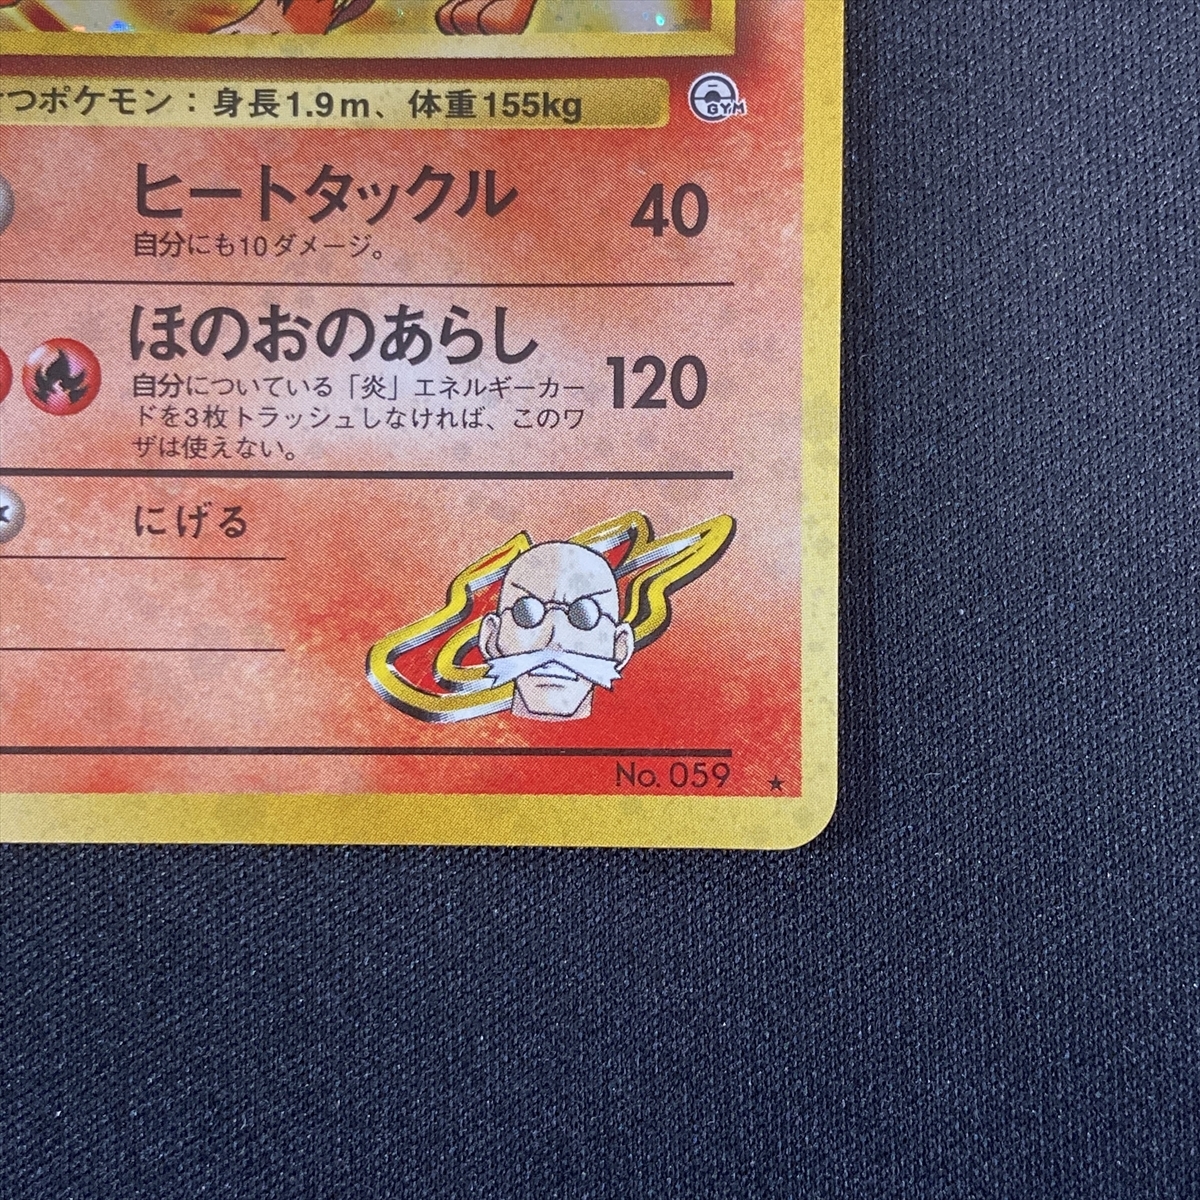 つポケモン：身長1.9m、体重155kg
GYM
ヒートタックル 40
自分にも10ダメージ。
ほのおのあらし 120
自分についている「炎」エネルギーカー
ドを3枚トラッシュしなければ、このワ
ザは使えない。
にげる
No. 059 ★